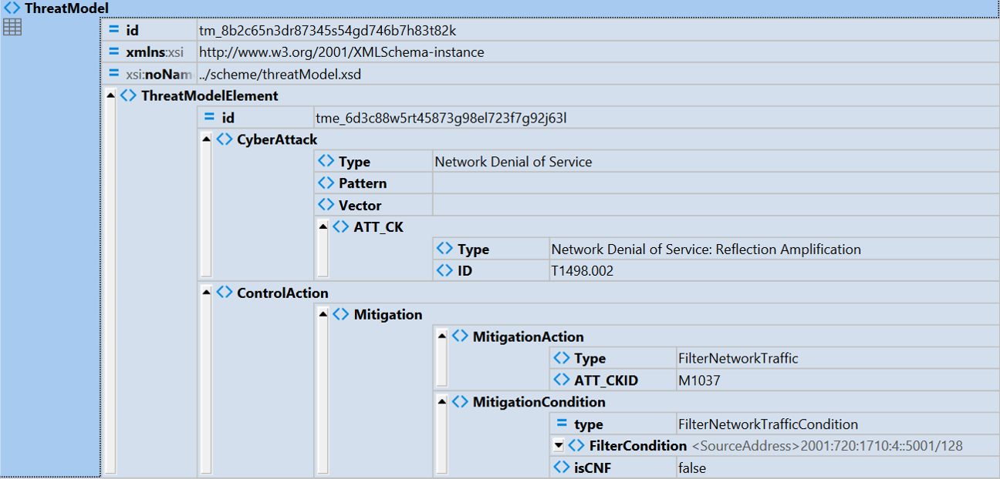 ThreatModel
id tm_8b2c65n3dr87345s54gd746b7h83t82k
xmlns:xsi http://www.w3.org/2001/XMLSchema-instance
xsi:noNam ../scheme/threatModel.xsd
ThreatModelElement
id tme_6d3c88w5rt45873g98el723f7g92j63l
CyberAttack
Type Network Denial of Service
Pattern
Vector
ATT_CK
Type Network Denial of Service: Reflection Amplification
ID T1498.002
ControlAction
Mitigation
MitigationAction
Type FilterNetworkTraffic
ATT_CKID M1037
MitigationCondition
type FilterNetworkTrafficCondition
FilterCondition <SourceAddress>2001:720:1710:4::5001/128
isCNF false